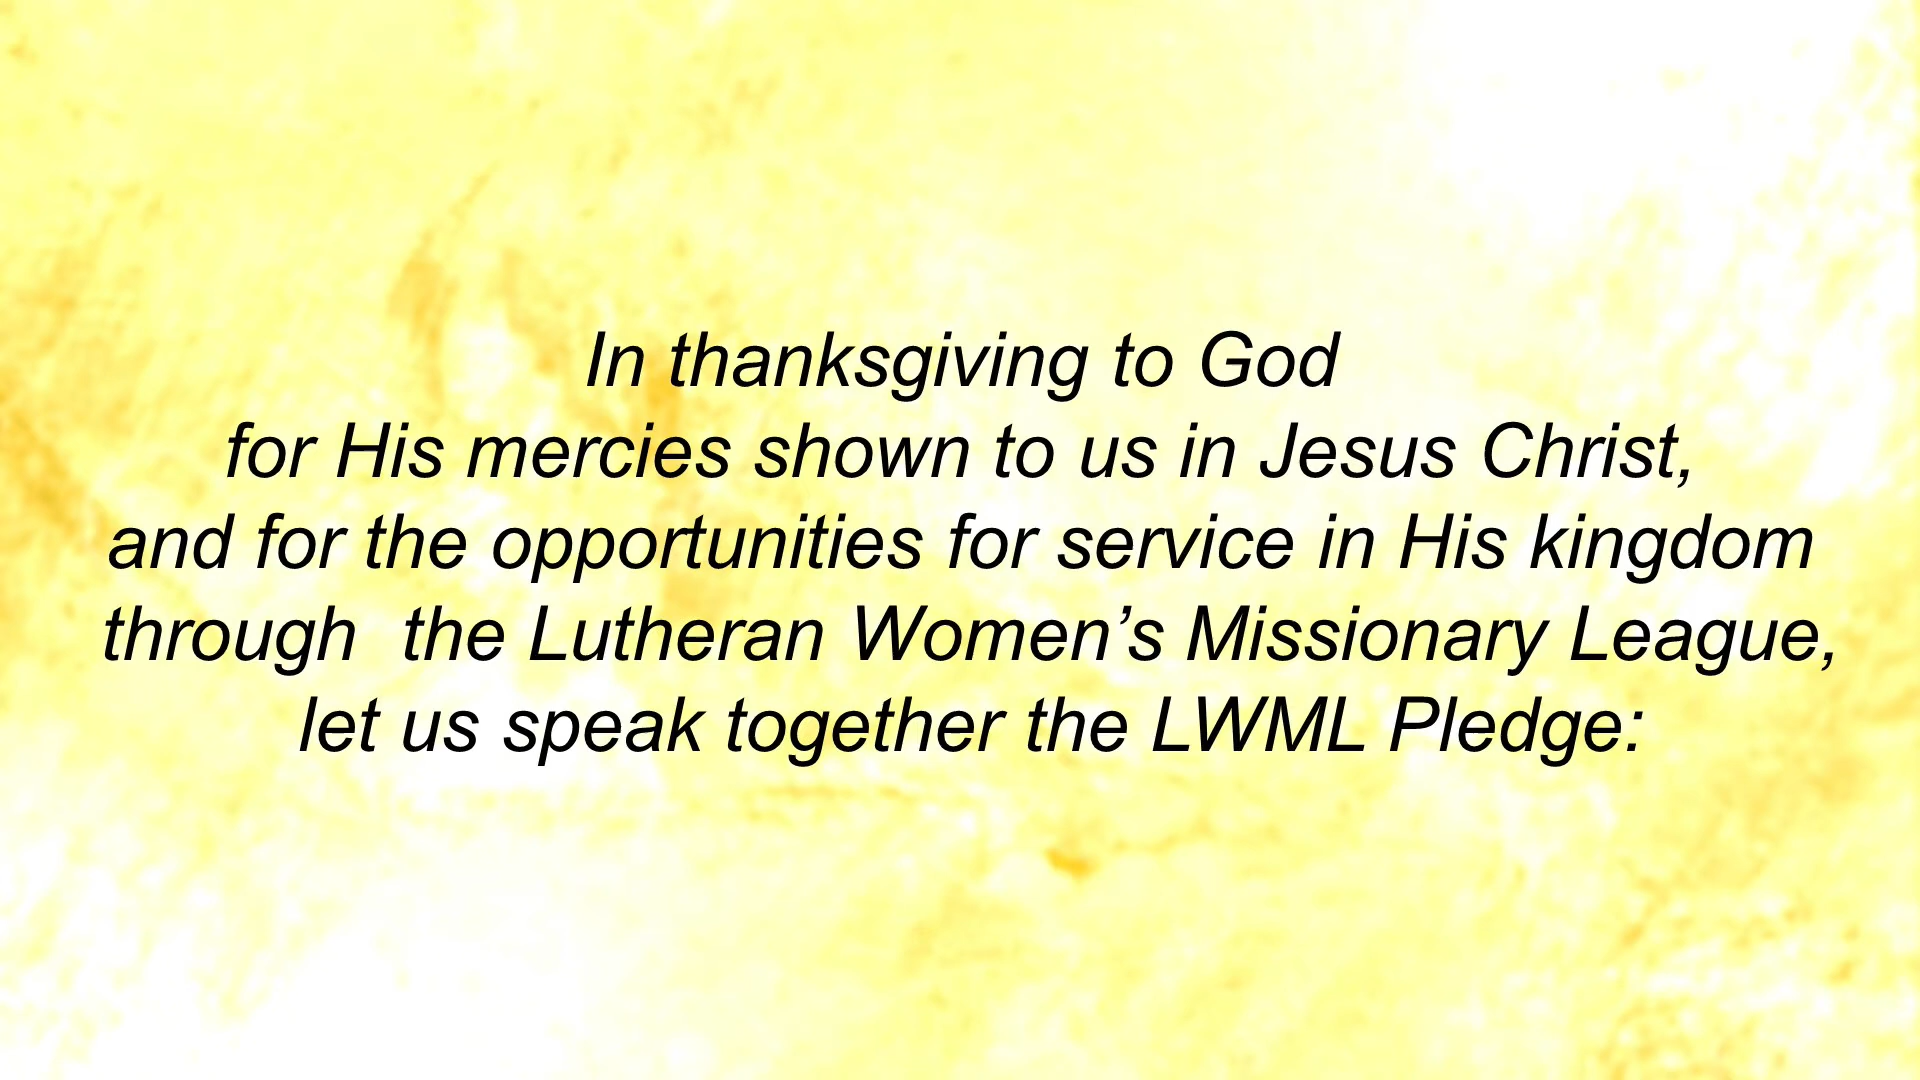 In thanksgiving to God
for His mercies shown to us in Jesus Christ,
and for the opportunities for service in His kingdom
through  the Lutheran Women’s Missionary League,
let us speak together the LWML Pledge: